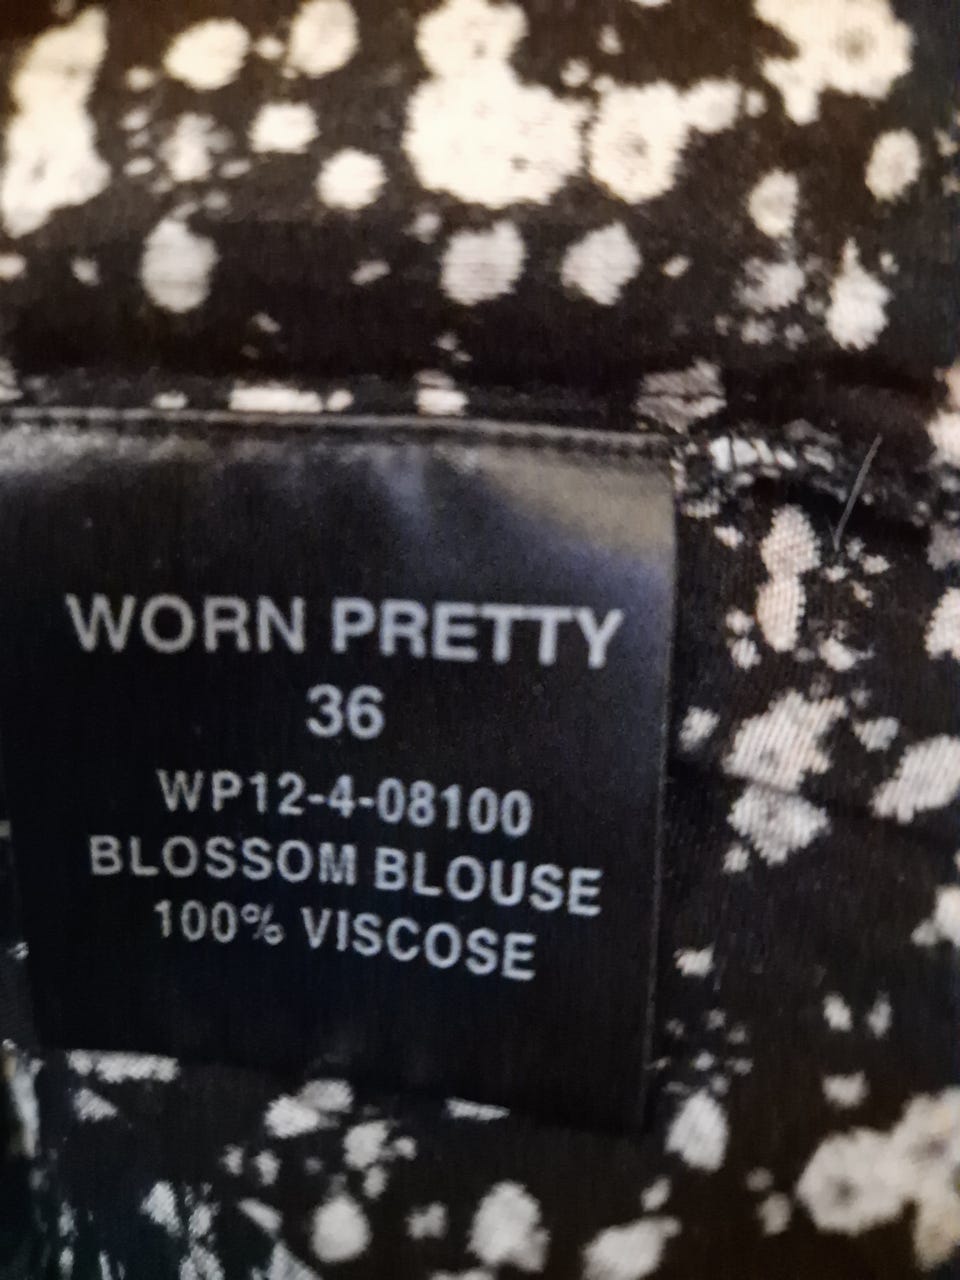 WORN PRETTY
36
WP12-4-08100
BLOSSOM BLOUSE
100% VISCOSE